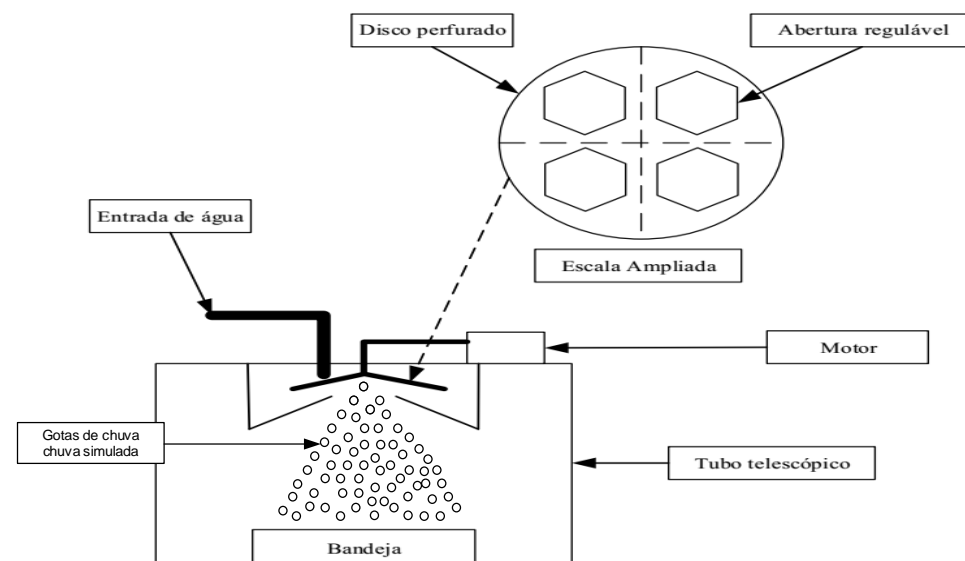 Disco perfurado
Abertura regulável
Entrada de água
Escala Ampliada
Motor
Gotas de chuva
chuva simulada
Tubo telescópico
Bandeja